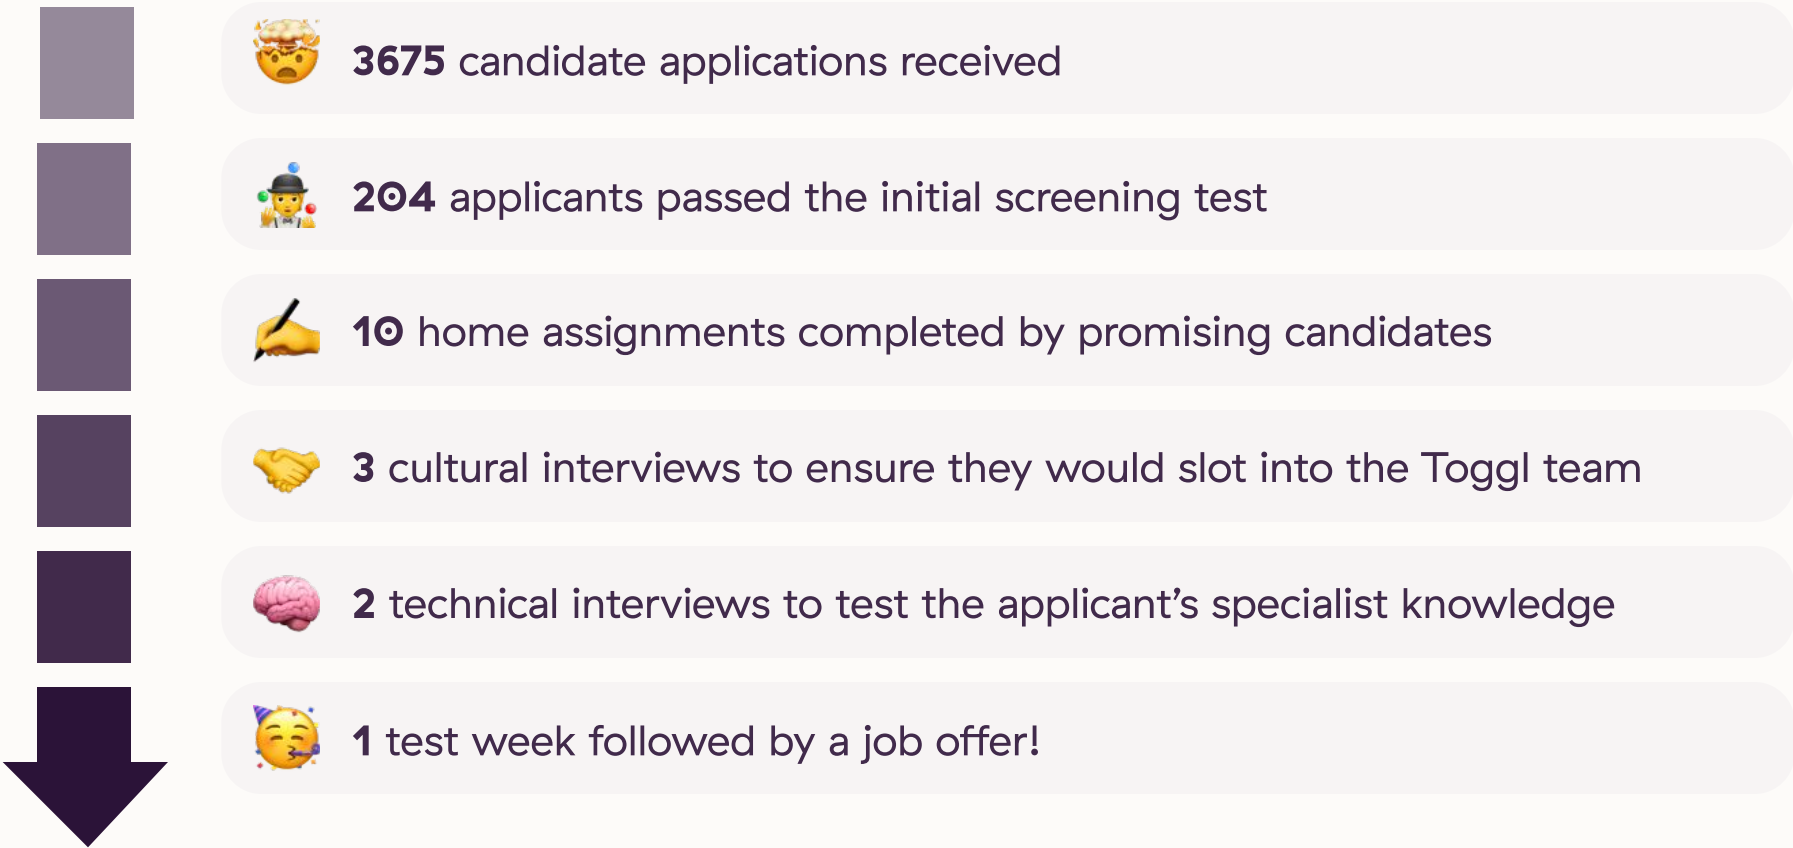 3675 candidate applications received
204 applicants passed the initial screening test
10 home assignments completed by promising candidates
3 cultural interviews to ensure they would slot into the Toggl team
2 technical interviews to test the applicant’s specialist knowledge
1 test week followed by a job offer!